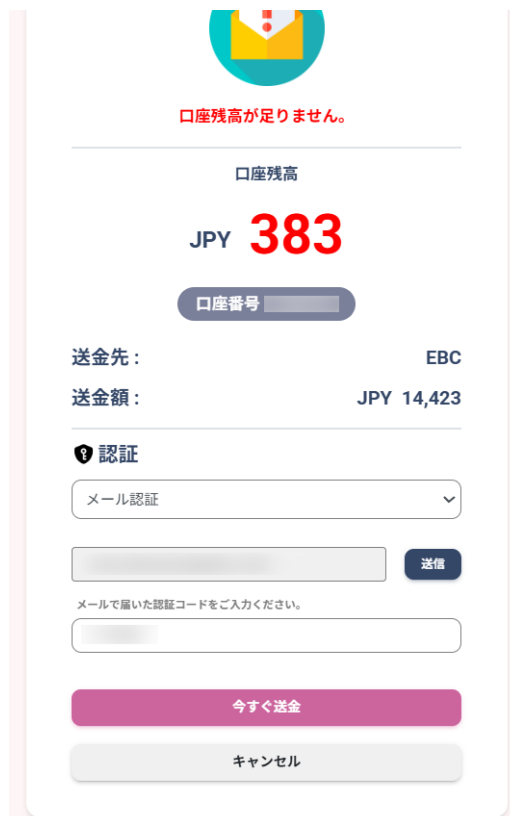 口座残高が足りません。
口座残高
JPY 383
口座番号
送金先 : EBC
送金額 : JPY 14,423
認証
メール認証
送信
メールで届いた認証コードをご入力ください。
今すぐ送金
キャンセル